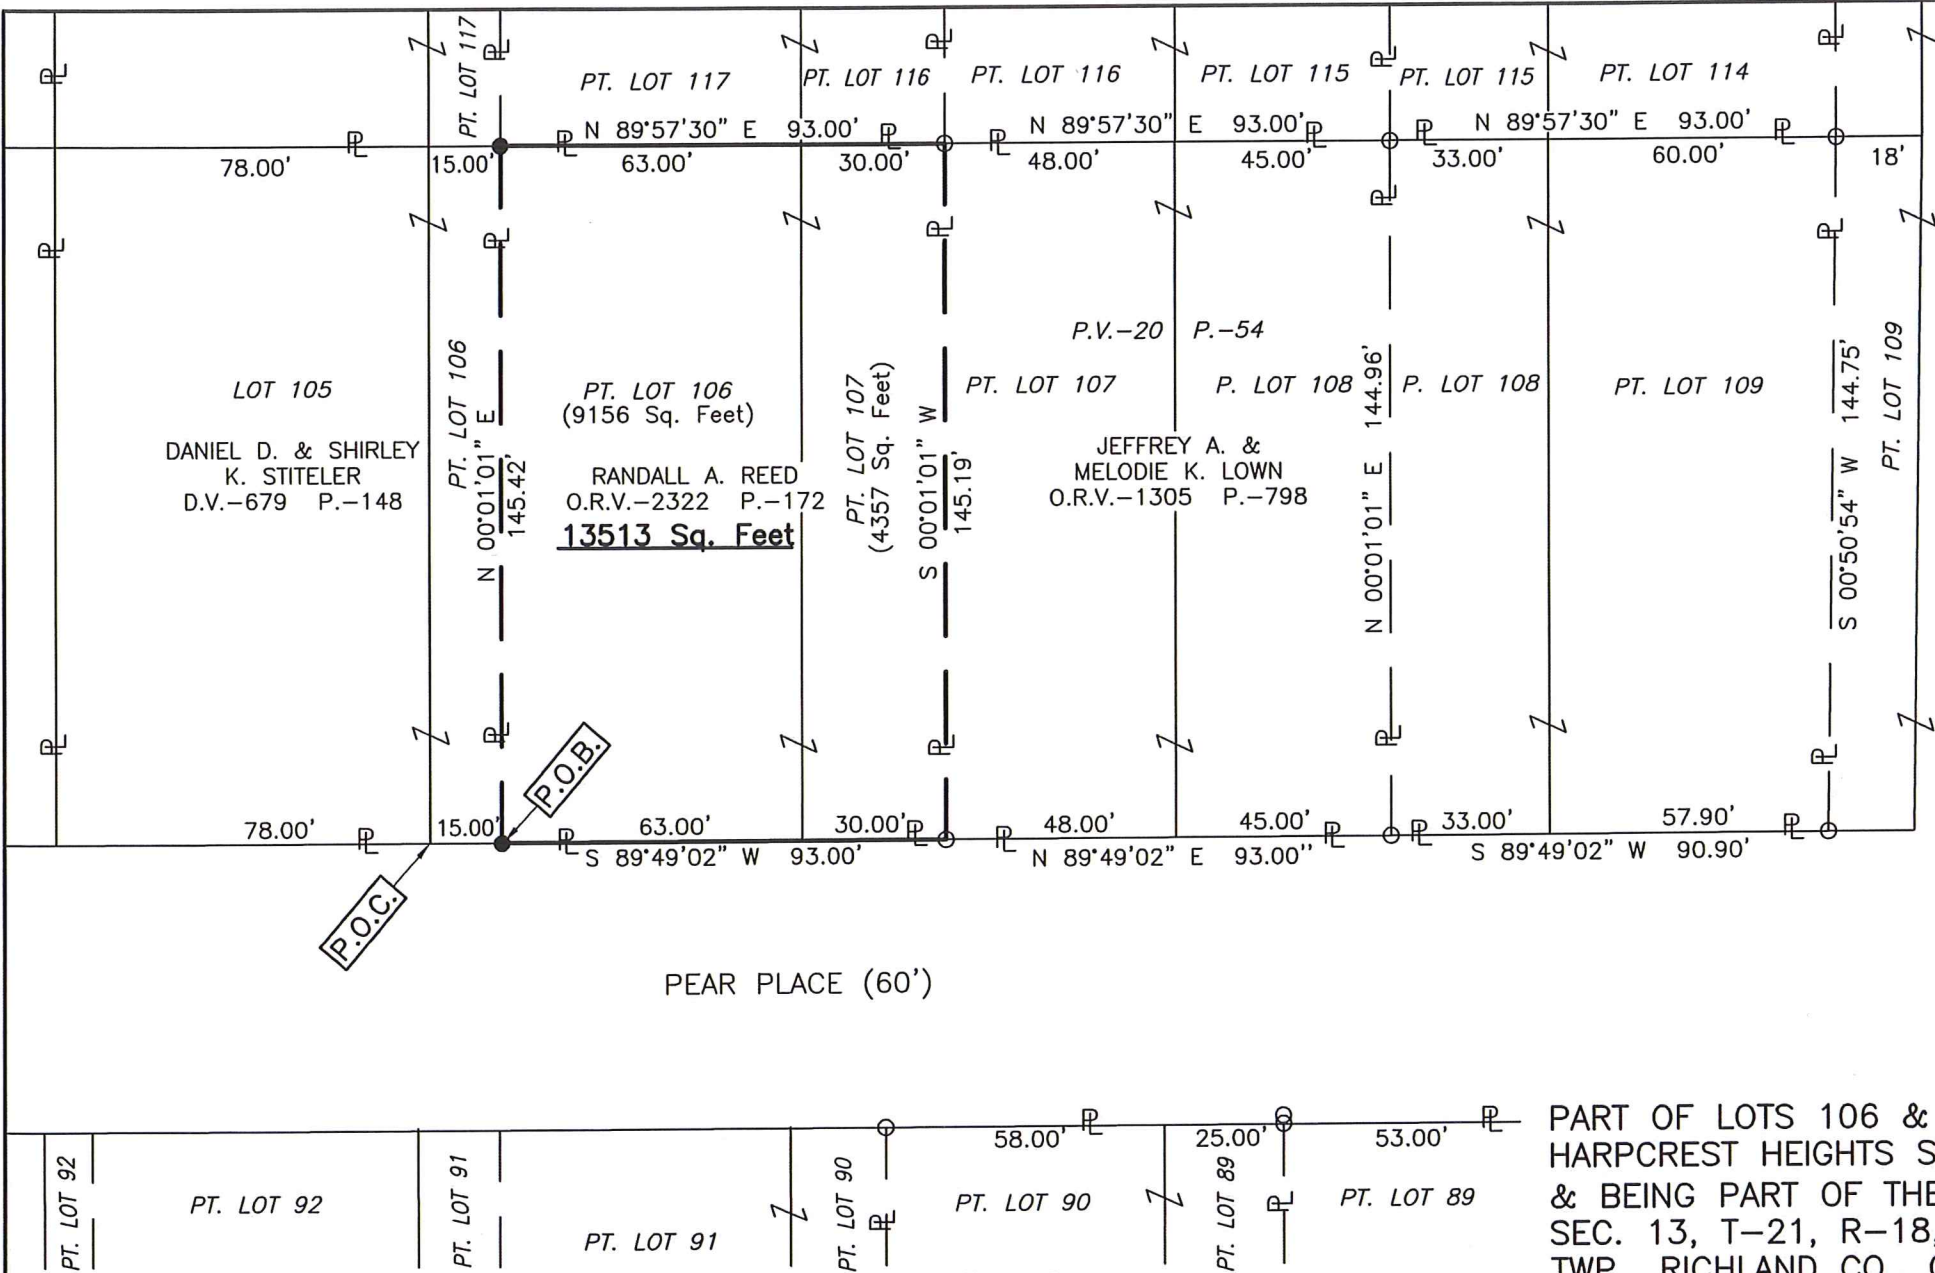 PT. LOT 117
PT. LOT 117
PT. LOT 116
PT. LOT 116
PT. LOT 115
PT. LOT 115
PT. LOT 114
N 89°57'30" E 93.00'
N 89°57'30" E 93.00'
N 89°57'30" E 93.00'
78.00'
15.00'
63.00'
30.00'
48.00'
45.00'
33.00'
60.00'
18'
P.V.-20 P.-54
LOT 105
PT. LOT 106
PT. LOT 106
(9156 Sq. Feet)
PT. LOT 107
(4357 Sq. Feet)
PT. LOT 107
P. LOT 108
P. LOT 108
PT. LOT 109
PT. LOT 109
DANIEL D. & SHIRLEY
K. STITELER
D.V.-679 P.-148
N 00°01'01" E
145.42'
RANDALL A. REED
O.R.V.-2322 P.-172
13513 Sq. Feet
S 00°01'01" W
145.19'
JEFFREY A. &
MELODIE K. LOWN
O.R.V.-1305 P.-798
N 00°01'01" E 144.96'
S 00°50'54" W 144.75'
P.O.B.
78.00'
15.00'
63.00'
30.00'
48.00'
45.00'
33.00'
57.90'
S 89°49'02" W 93.00'
N 89°49'02" E 93.00"
S 89°49'02" W 90.90'
P.O.C.
PEAR PLACE (60')
58.00'
25.00'
53.00'
PT. LOT 92
PT. LOT 92
PT. LOT 91
PT. LOT 91
PT. LOT 90
PT. LOT 90
PT. LOT 89
PT. LOT 89
PART OF LOTS 106 &
HARPCREST HEIGHTS S
& BEING PART OF THE
SEC. 13, T-21, R-18,
TWP., RICHLAND CO.,